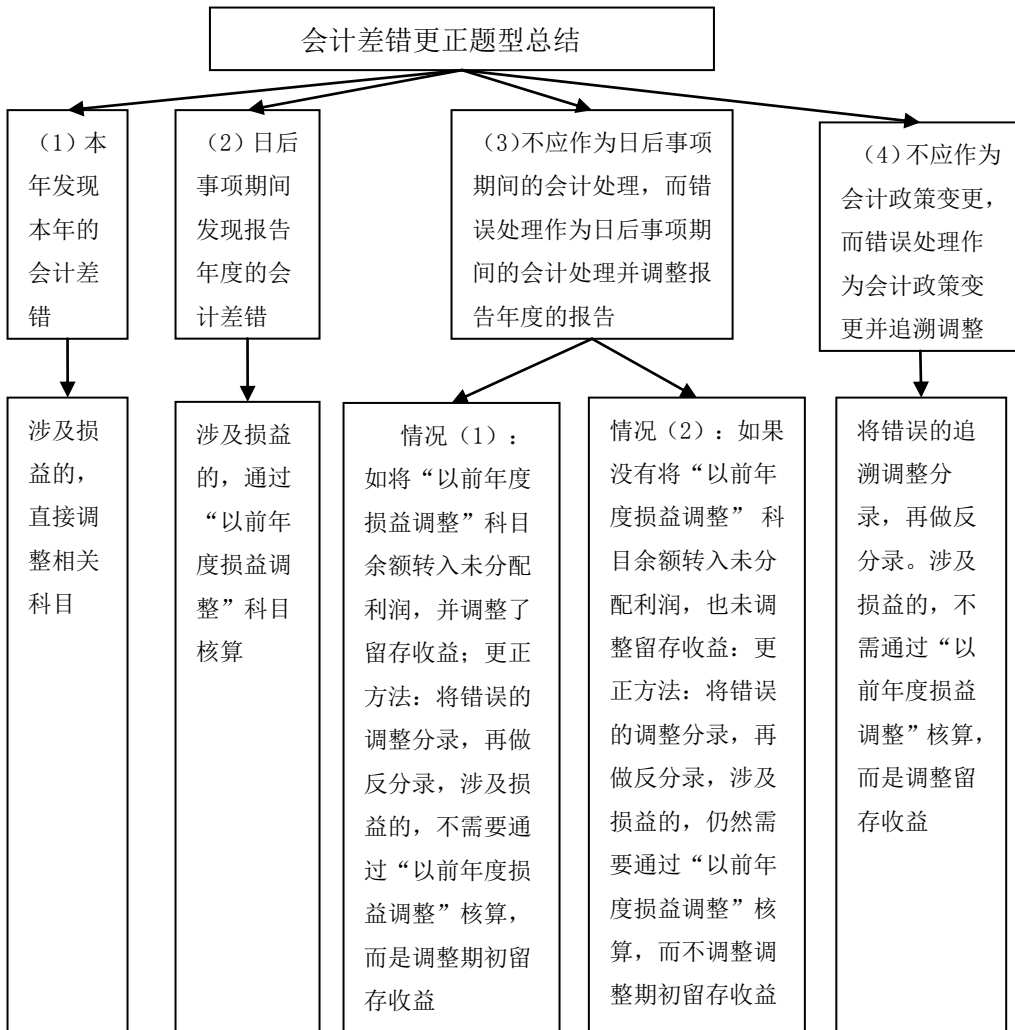 会计差错更正题型总结
（1）本
年发现
本年的
会计差
错
（2）日后
事项期间
发现报告
年度的会
计差错
（3）不应作为日后事项
期间的会计处理，而错
误处理作为日后事项期
间的会计处理并调整报
告年度的报告
（4）不应作为
会计政策变更，
而错误处理作
为会计政策变
更并追溯调整
涉及损
益的，
直接调
整相关
科目
涉及损益
的，通过
“以前年
度损益调
整”科目
核算
情况（1）：
如将“以前年度
损益调整”科目
余额转入未分配
利润，并调整了
留存收益；更正
方法：将错误的
调整分录，再做
反分录，涉及损
益的，不需要通
过“以前年度损
益调整”核算，
而是调整期初留
存收益
情况（2）：如果
没有将“以前年
度损益调整” 科
目余额转入未分
配利润，也未调
整留存收益：更
正方法：将错误
的调整分录，再
做反分录，涉及
损益的，仍然需
要通过“以前年
度损益调整”核
算，而不调整调
整期初留存收益
将错误的追
溯调整分
录，再做反
分录。涉及
损益的，不
需通过“以
前年度损益
调整”核算，
而是调整留
存收益